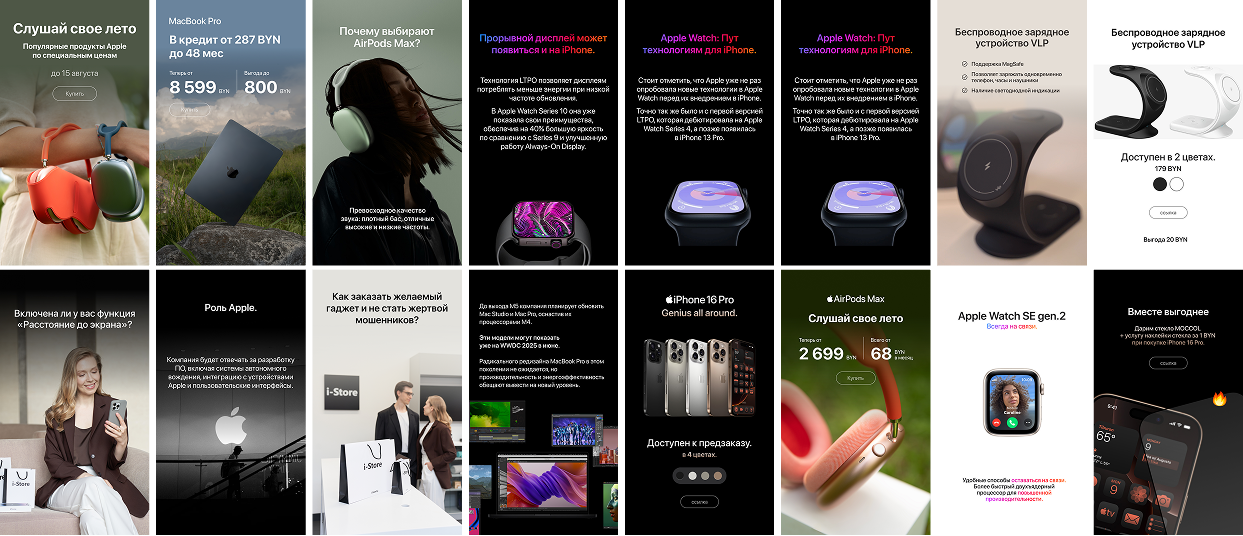 Слушай свое лето
Популярные продукты Apple
по специальным ценам
до 15 августа
Купить
MacBook Pro
В кредит от 287 BYN
до 48 мес
Теперь от
8 599 BYN
Выгода до
800 BYN
Купить
Почему выбирают
AirPods Max?
Превосходное качество
звука: плотный бас, отличные
высокие и низкие частоты.
Прорывной дисплей может
появиться и на iPhone.
Технология LTPO позволяет дисплеям
потреблять меньше энергии при низкой
частоте обновления.
В Apple Watch Series 10 она уже
показала свои преимущества,
обеспечив на 40% большую яркость
по сравнению с Series 9 и улучшенную
работу Always-On Display.
Apple Watch: Пут
технологиям для iPhone.
Стоит отметить, что Apple уже не раз
опробовала новые технологии в Apple
Watch перед их внедрением в iPhone.
Точно так же было и с первой версией
LTPO, которая дебютировала на Apple
Watch Series 4, а позже появилась
в iPhone 13 Pro.
Apple Watch: Пут
технологиям для iPhone.
Стоит отметить, что Apple уже не раз
опробовала новые технологии в Apple
Watch перед их внедрением в iPhone.
Точно так же было и с первой версией
LTPO, которая дебютировала на Apple
Watch Series 4, а позже появилась
в iPhone 13 Pro.
Беспроводное зарядное
устройство VLP
Поддержка MagSafe
Позволяет заряжать одновременно
телефон, часы и наушники
Наличие светодиодной индикации
Беспроводное зарядное
устройство VLP
Доступен в 2 цветах.
179 BYN
ссылка
Выгода 20 BYN
Включена ли у вас функция
«Расстояние до экрана»?
i-Store
Роль Apple.
Компания будет отвечать за разработку
ПО, включая системы автономного
вождения, интеграцию с устройствами
Apple и пользовательские интерфейсы.
Как заказать желаемый
гаджет и не стать жертвой
мошенников?
i-Store
i-Store
До выхода M5 компания планирует обновить
Mac Studio и Mac Pro, оснастив их
процессорами M4.
Эти модели могут показать
уже на WWDC 2025 в июне.
Радикального редизайна MacBook Pro в этом
поколении не ожидается, но
производительность и энергоэффективность
обещают вывести на новый уровень.
iPhone 16 Pro
Genius all around.
Доступен к предзаказу.
в 4 цветах.
ссылка
AirPods Max
Слушай свое лето
Теперь от
2 699 BYN
Всего от
68 BYN
в месяц
Купить
Apple Watch SE gen.2
Всегда на связи.
10:09
Caroline
Удобные способы оставаться на связи.
Более быстрый двухъядерный
процессор для повышенной
производительности.
Вместе выгоднее
Дарим стекло MOCOLL
+ услугу наклейки стекла за 1 BYN
при покупке iPhone 16 Pro.
ссылка
9:41
65°
9
tv